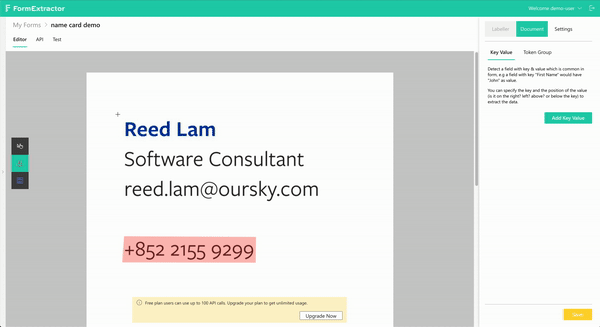 FormExtractor
Welcome demo-user
My Forms > name card demo
Editor API Test
Labeler Document Settings
Key Value Token Group
Detect a field with key & value which is common in
form, e.g a field with key "First Name" would have
"John" as value.
You can specify the key and the position of the value
(is it on the right? left? above? or below the key) to
extract the data.
Add Key Value
Reed Lam
Software Consultant
reed.lam@oursky.com
+852 2155 9299
Free plan users can use up to 100 API calls. Upgrade your plan to get unlimited usage.
Upgrade Now
Save